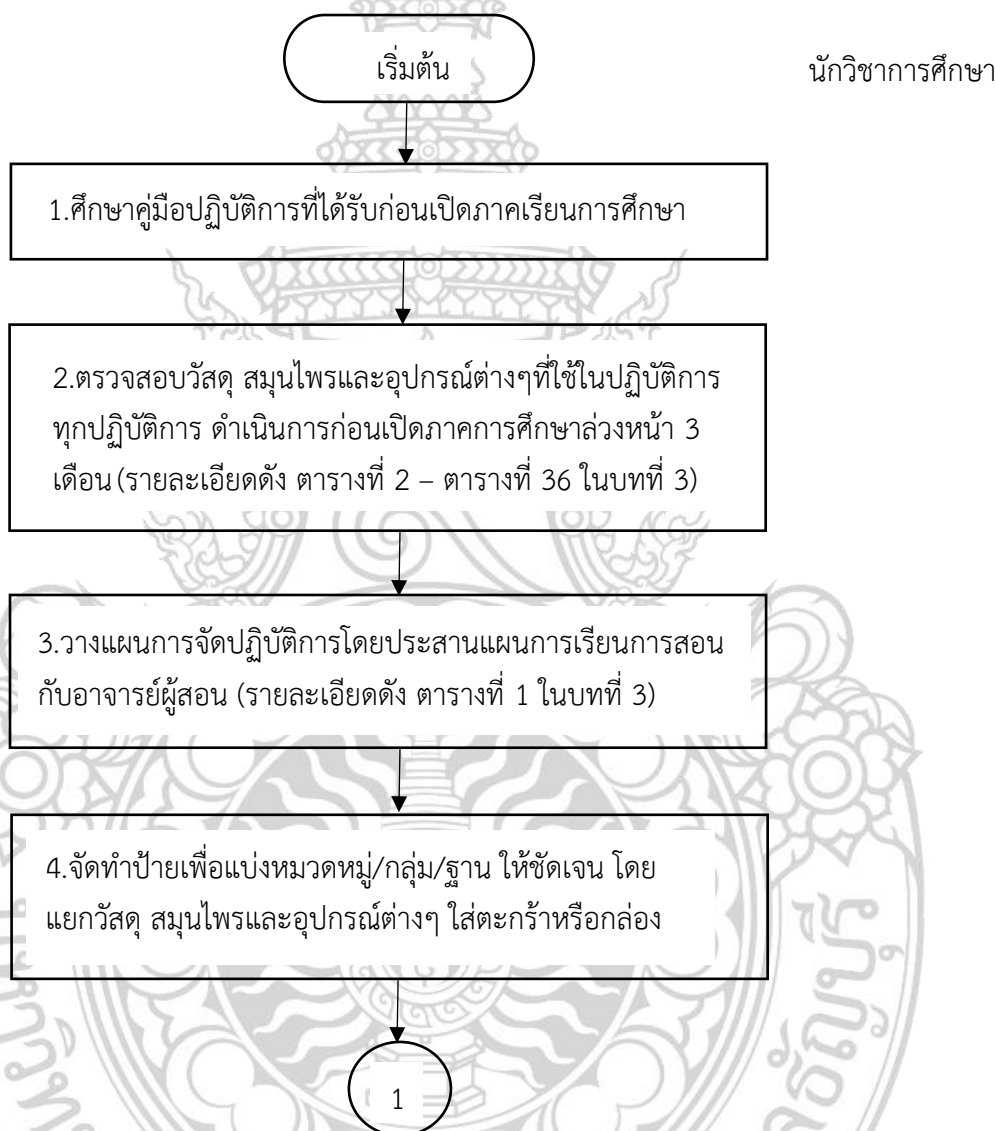 เริ่มต้น
นักวิชาการศึกษา
1.ศึกษาคู่มือปฏิบัติการที่ได้รับก่อนเปิดภาคเรียนการศึกษา
2.ตรวจสอบวัสดุ สมุนไพรและอุปกรณ์ต่างๆที่ใช้ในปฏิบัติการ
ทุกปฏิบัติการ ดำเนินการก่อนเปิดภาคการศึกษาล่วงหน้า 3
เดือน (รายละเอียดดัง ตารางที่ 2 – ตารางที่ 36 ในบทที่ 3)
3.วางแผนการจัดปฏิบัติการโดยประสานแผนการเรียนการสอน
กับอาจารย์ผู้สอน (รายละเอียดดัง ตารางที่ 1 ในบทที่ 3)
4.จัดทำป้ายเพื่อแบ่งหมวดหมู่/กลุ่ม/ฐาน ให้ชัดเจน โดย
แยกวัสดุ สมุนไพรและอุปกรณ์ต่างๆ ใส่ตะกร้าหรือกล่อง
1